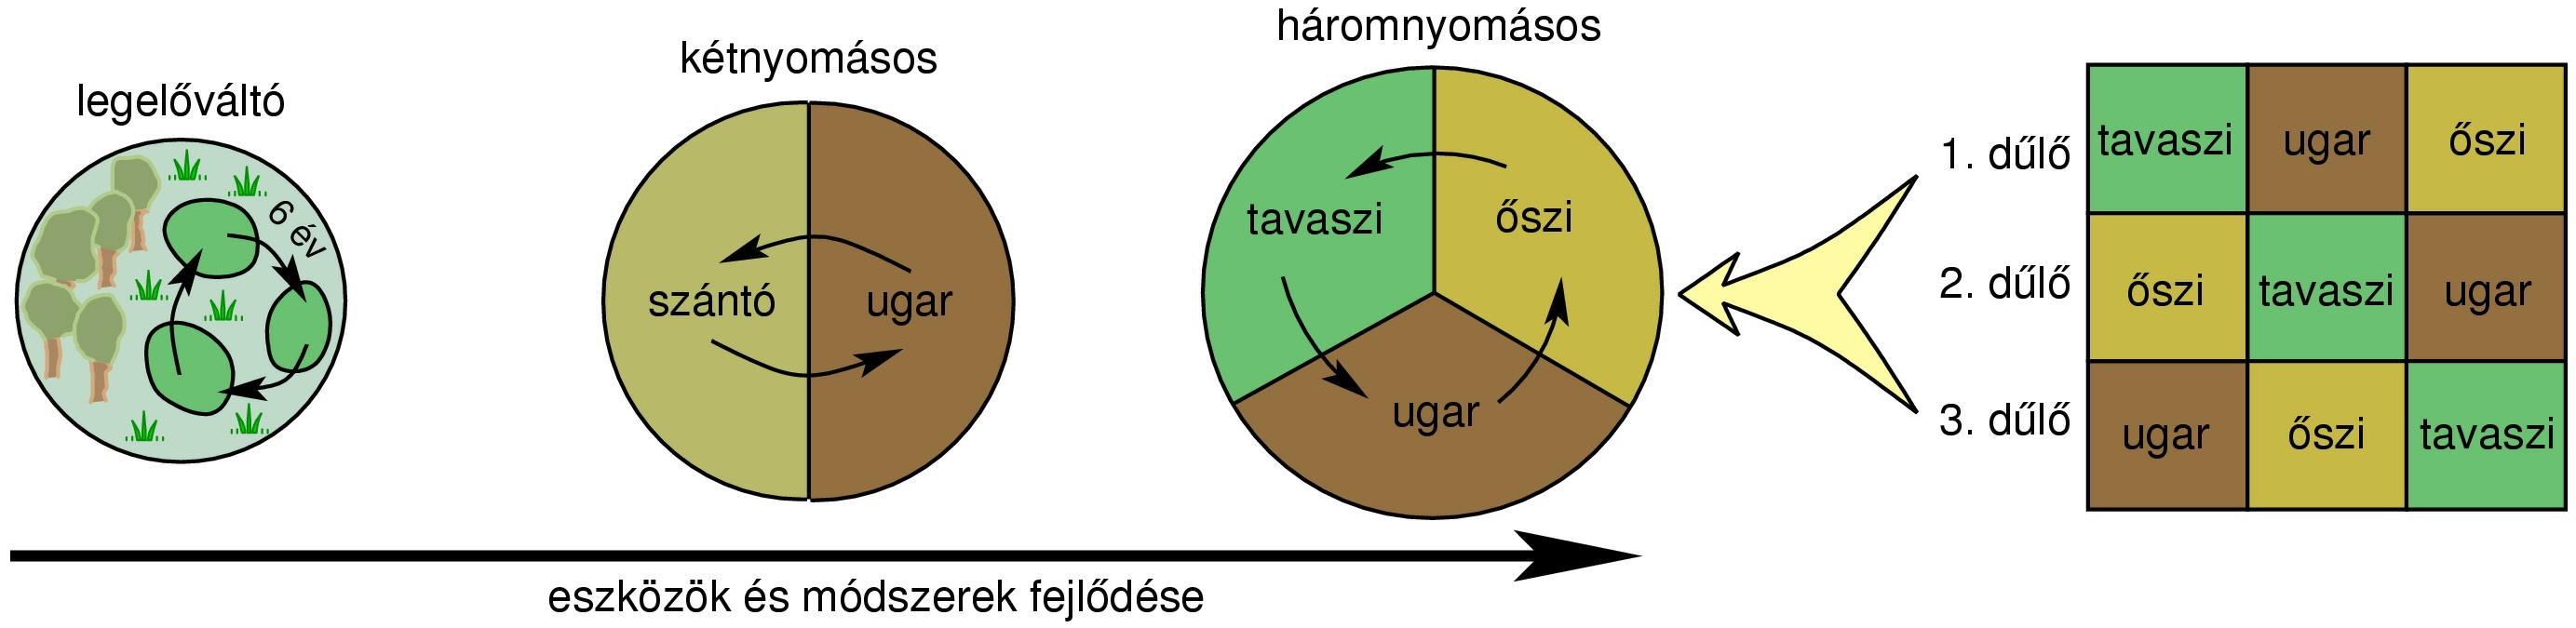 legelőváltó
6 év
kétnyomásos
szántó
ugar
háromnyomásos
tavaszi
őszi
ugar
1. dűlő
tavaszi ugar őszi
2. dűlő
őszi tavaszi ugar
3. dűlő
ugar őszi tavaszi
eszközök és módszerek fejlődése